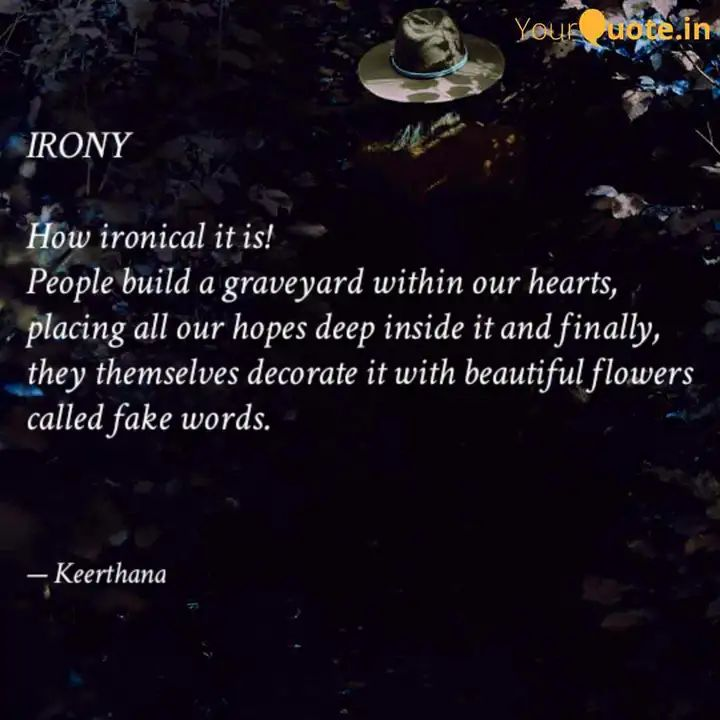 YourQuote.in
IRONY
How ironical it is!
People build a graveyard within our hearts,
placing all our hopes deep inside it and finally,
they themselves decorate it with beautiful flowers
called fake words.
— Keerthana